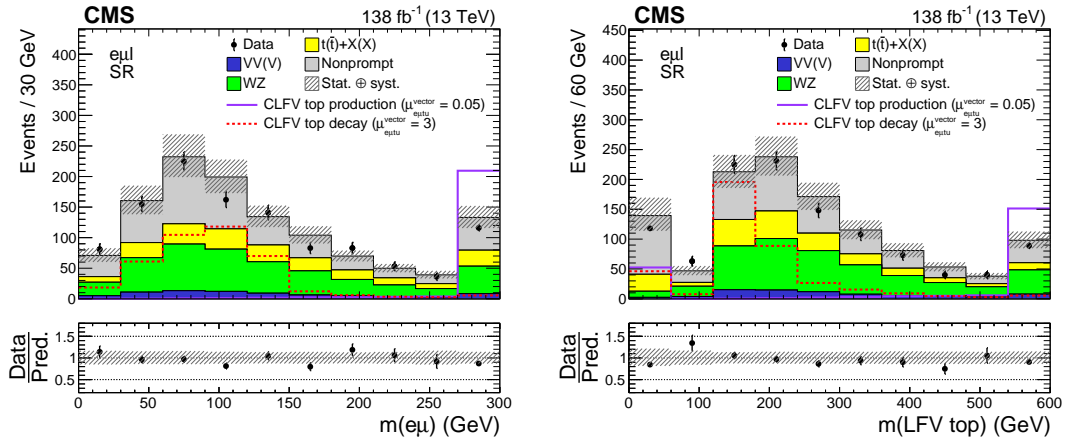 CMS 138 fb⁻¹ (13 TeV)
Events / 30 GeV
400
350
300
250
200
150
100
50
0
eμl
SR
Data t(t̄)+X(X)
VV(V) Nonprompt
WZ Stat. ⊕ syst.
CLFV top production (μ^vector_eμtu = 0.05)
CLFV top decay (μ^vector_eμtu = 3)
Data
Pred.
1.5
1.0
0.5
0 50 100 150 200 250 300
m(eμ) (GeV)
CMS 138 fb⁻¹ (13 TeV)
Events / 60 GeV
450
400
350
300
250
200
150
100
50
0
eμl
SR
Data t(t̄)+X(X)
VV(V) Nonprompt
WZ Stat. ⊕ syst.
CLFV top production (μ^vector_eμtu = 0.05)
CLFV top decay (μ^vector_eμtu = 3)
Data
Pred.
1.5
1.0
0.5
0 100 200 300 400 500 600
m(LFV top) (GeV)